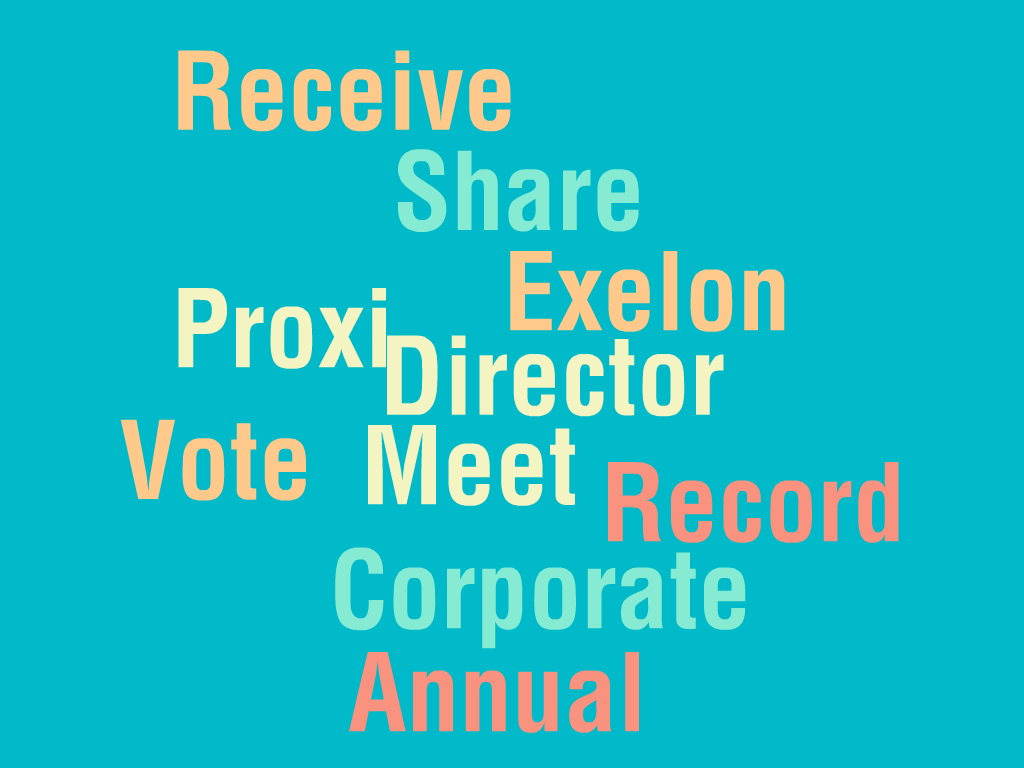 Receive
Share
Exelon
Proxi
Director
Vote Meet
Record
Corporate
Annual